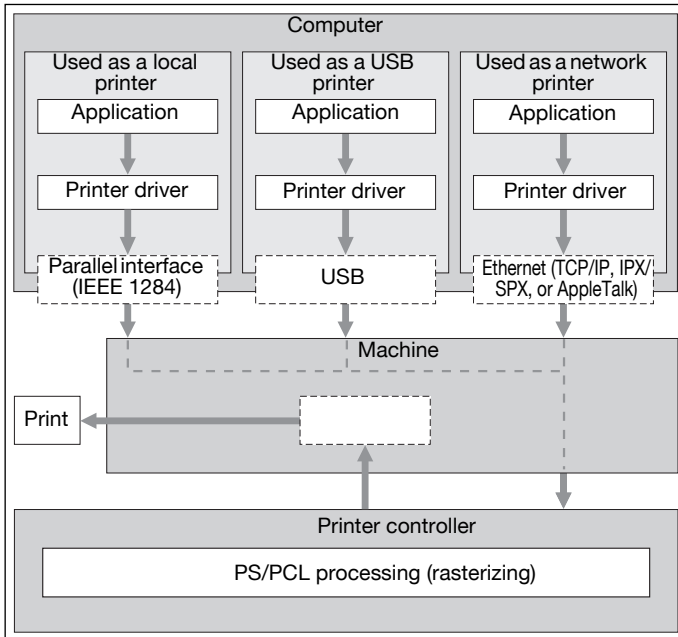 Computer
Used as a local
printer
Application
Printer driver
Parallel interface
(IEEE 1284)
Used as a USB
printer
Application
Printer driver
USB
Used as a network
printer
Application
Printer driver
Ethernet (TCP/IP, IPX/
SPX, or AppleTalk)
Machine
Print
Printer controller
PS/PCL processing (rasterizing)